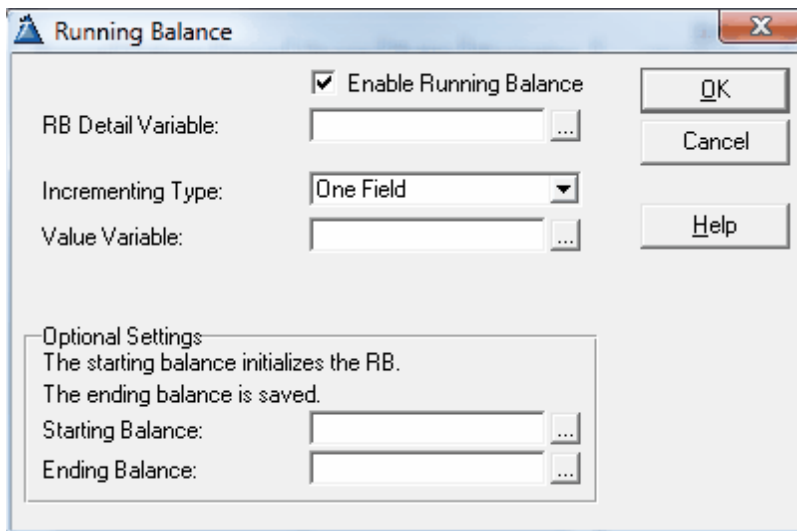 Running Balance
Enable Running Balance
OK
RB Detail Variable:
...
Cancel
Incrementing Type:
One Field
Value Variable:
...
Help
Optional Settings
The starting balance initializes the RB.
The ending balance is saved.
Starting Balance:
...
Ending Balance:
...